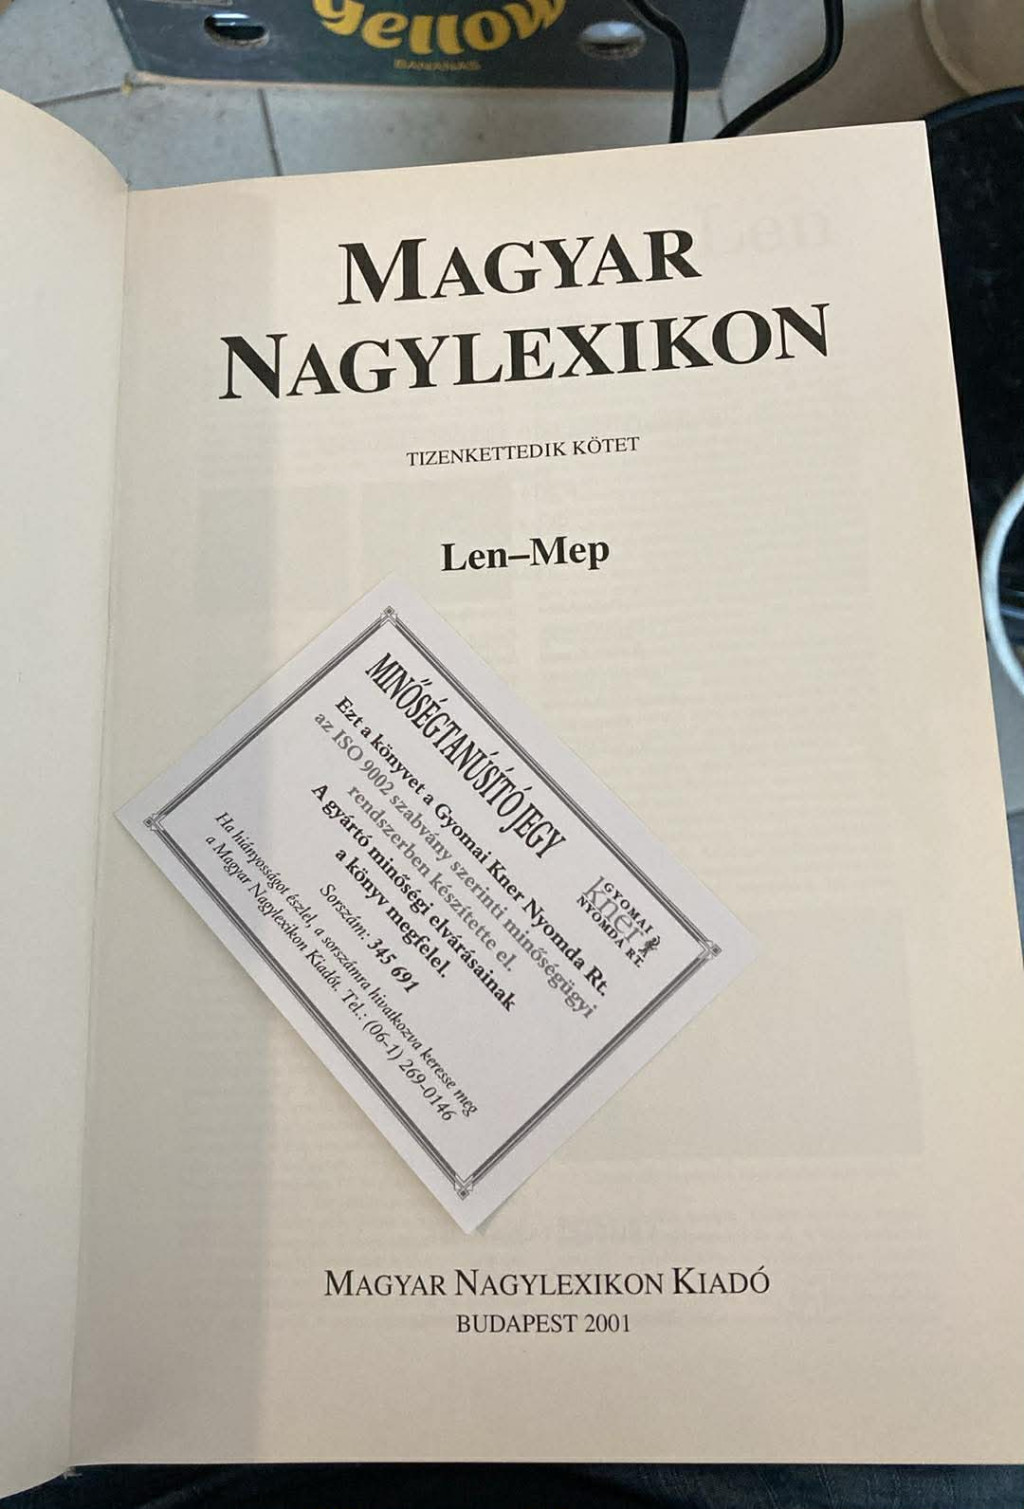 yellow
BANANAS
MAGYAR
NAGYLEXIKON
TIZENKETTEDIK KÖTET
Len–Mep
MINŐSÉGTANÚSÍTÓ JEGY
Ezt a könyvet a Gyomai Kner Nyomda Rt.
az ISO 9002 szabvány szerinti minőségügyi
rendszerben készítette el.
A gyártó minőségi elvárásainak
a könyv megfelel.
Sorszám: 345 691
Ha hiányosságot észlel, a sorszámra hivatkozva keresse meg
a Magyar Nagylexikon Kiadót. Tel.: (06-1) 269-0146
GYOMAI
kner
NYOMDA RT.
MAGYAR NAGYLEXIKON KIADÓ
BUDAPEST 2001
Len